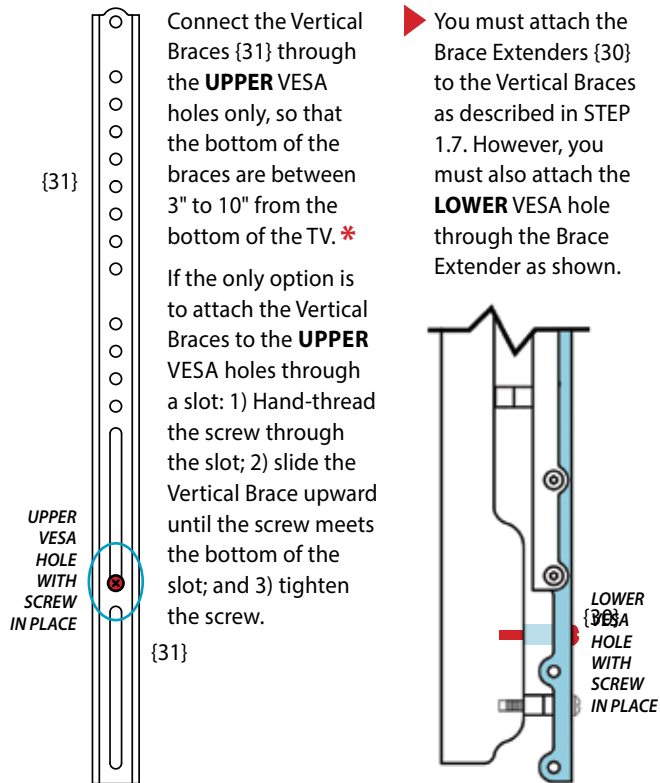 Connect the Vertical
Braces {31} through
the UPPER VESA
holes only, so that
the bottom of the
braces are between
3" to 10" from the
bottom of the TV. *
If the only option is
to attach the Vertical
Braces to the UPPER
VESA holes through
a slot: 1) Hand-thread
the screw through
the slot; 2) slide the
Vertical Brace upward
until the screw meets
the bottom of the
slot; and 3) tighten
the screw.
{31}
UPPER
VESA
HOLE
WITH
SCREW
IN PLACE
{31}
You must attach the
Brace Extenders {30}
to the Vertical Braces
as described in STEP
1.7. However, you
must also attach the
LOWER VESA hole
through the Brace
Extender as shown.
{30}
LOWER
VESA
HOLE
WITH
SCREW
IN PLACE